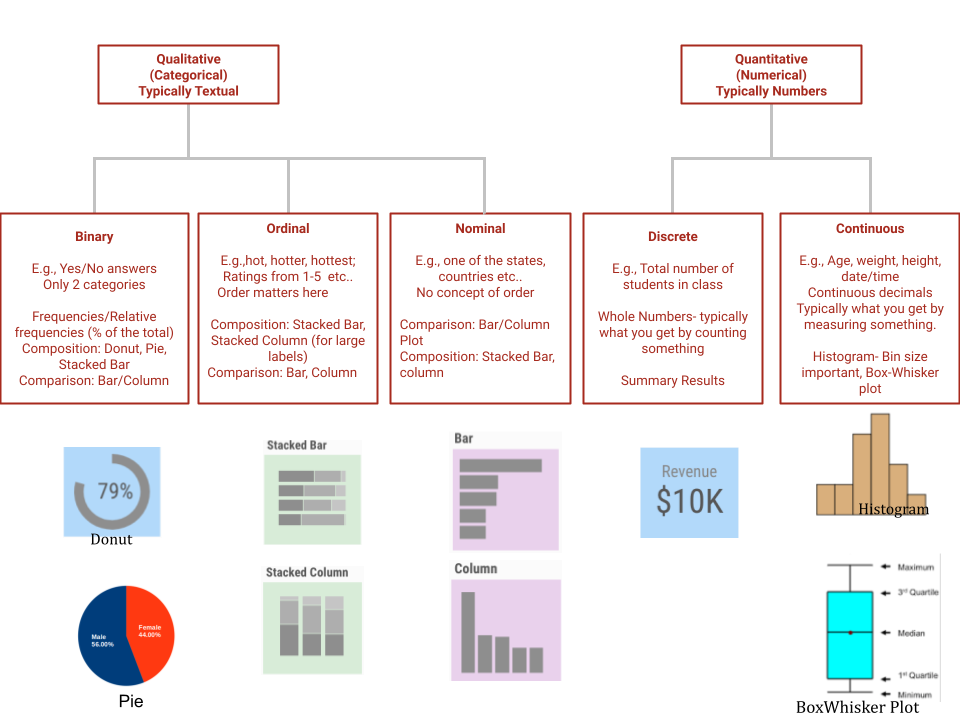 Qualitative
(Categorical)
Typically Textual
Quantitative
(Numerical)
Typically Numbers
Binary
E.g., Yes/No answers
Only 2 categories
Frequencies/Relative
frequencies (% of the total)
Composition: Donut, Pie,
Stacked Bar
Comparison: Bar/Column
Ordinal
E.g.,hot, hotter, hottest;
Ratings from 1-5 etc..
Order matters here
Composition: Stacked Bar,
Stacked Column (for large
labels)
Comparison: Bar, Column
Nominal
E.g., one of the states,
countries etc..
No concept of order
Comparison: Bar/Column
Plot
Composition: Stacked Bar,
column
Discrete
E.g., Total number of
students in class
Whole Numbers- typically
what you get by counting
something
Summary Results
Continuous
E.g., Age, weight, height,
date/time
Continuous decimals
Typically what you get by
measuring something.
Histogram- Bin size
important, Box-Whisker
plot
79%
Donut
Male
56.00%
Female
44.00%
Pie
Stacked Bar
Stacked Column
Bar
Column
Revenue
$10K
Histogram
Maximum
3rd Quartile
Median
1st Quartile
Minimum
BoxWhisker Plot